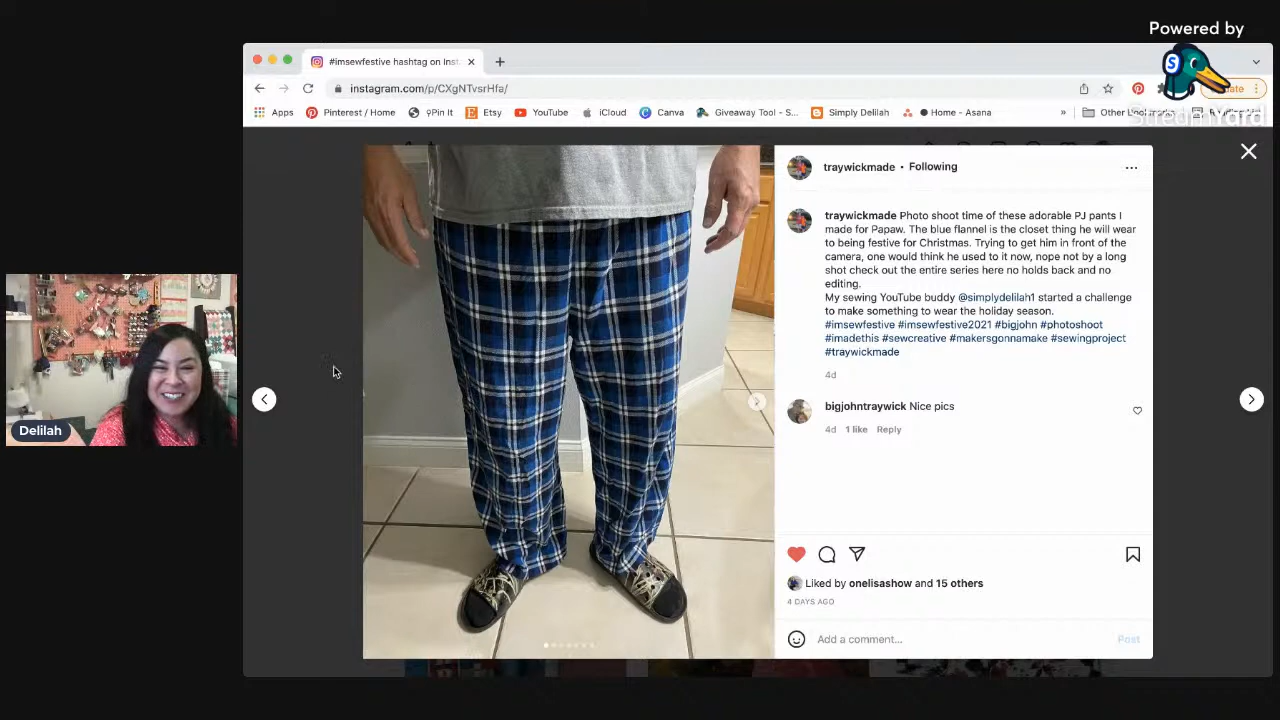 Powered by
#imsewfestive hashtag on Inst
instagram.com/p/CXgNTvsrHfa/
Apps
Pinterest / Home
Pin It
Etsy
YouTube
iCloud
Canva
Giveaway Tool - S...
Simply Delilah
Home - Asana
»
StreamYard
traywickmade • Following
traywickmade Photo shoot time of these adorable PJ pants I
made for Papaw. The blue flannel is the closet thing he will wear
to being festive for Christmas. Trying to get him in front of the
camera, one would think he used to it now, nope not by a long
shot check out the entire series here no holds back and no
editing.
My sewing YouTube buddy @simplydelilah1 started a challenge
to make something to wear the holiday season.
#imsewfestive #imsewfestive2021 #bigjohn #photoshoot
#imadethis #sewcreative #makersgonnamake #sewingproject
#traywickmade
4d
bigjohntraywick Nice pics
4d 1 like Reply
Delilah
Liked by onelisashow and 15 others
4 DAYS AGO
Add a comment...
Post